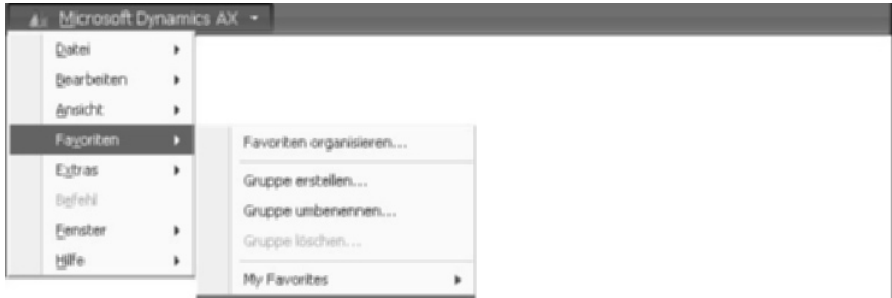 Microsoft Dynamics AX
Datei
Bearbeiten
Ansicht
Favoriten
Extras
Befehl
Fenster
Hilfe
Favoriten organisieren...
Gruppe erstellen...
Gruppe umbenennen...
Gruppe löschen...
My Favorites